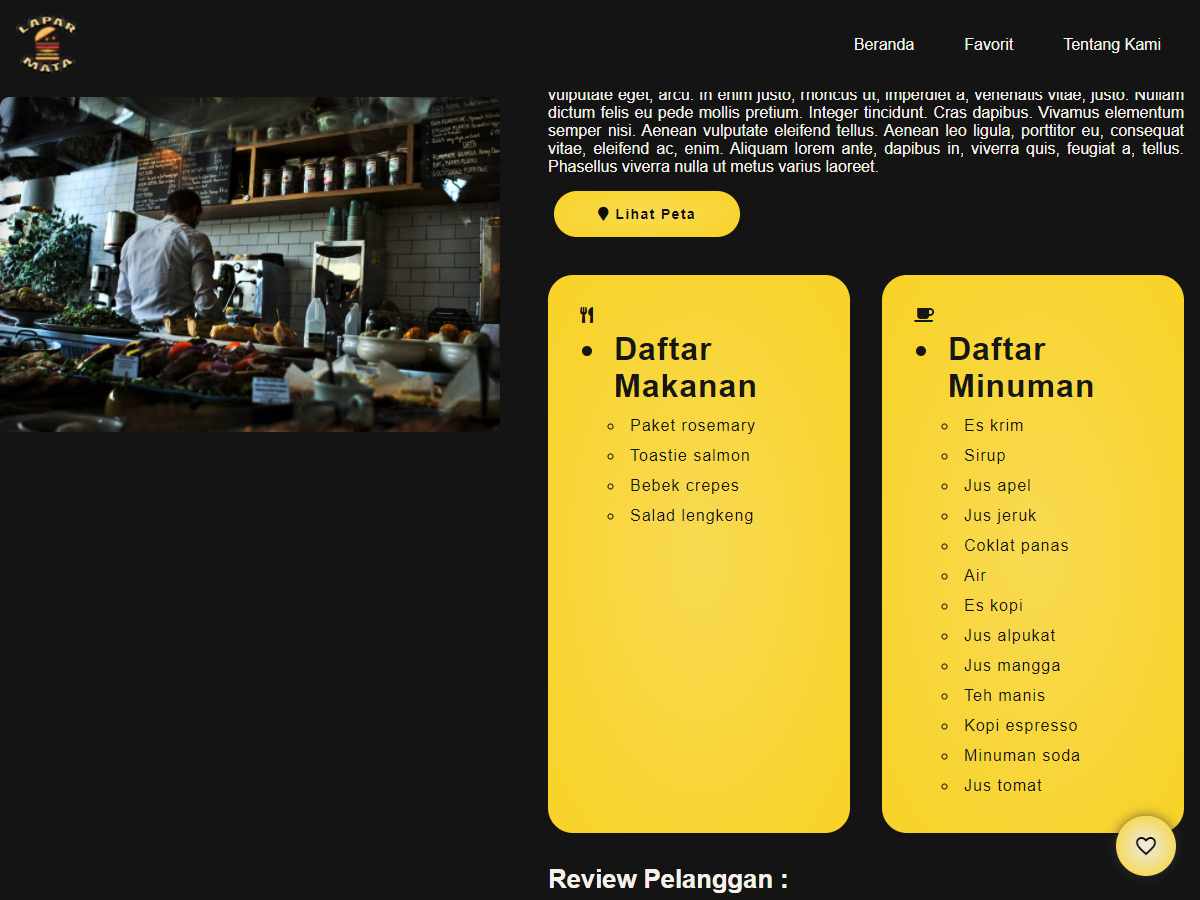 LAPAR
MATA
Beranda
Favorit
Tentang Kami
vulputate eget, arcu. In enim justo, rhoncus ut, imperdiet a, venenatis vitae, justo. Nullam
dictum felis eu pede mollis pretium. Integer tincidunt. Cras dapibus. Vivamus elementum
semper nisi. Aenean vulputate eleifend tellus. Aenean leo ligula, porttitor eu, consequat
vitae, eleifend ac, enim. Aliquam lorem ante, dapibus in, viverra quis, feugiat a, tellus.
Phasellus viverra nulla ut metus varius laoreet.
Lihat Peta
Daftar
Makanan
Paket rosemary
Toastie salmon
Bebek crepes
Salad lengkeng
Daftar
Minuman
Es krim
Sirup
Jus apel
Jus jeruk
Coklat panas
Air
Es kopi
Jus alpukat
Jus mangga
Teh manis
Kopi espresso
Minuman soda
Jus tomat
Review Pelanggan :